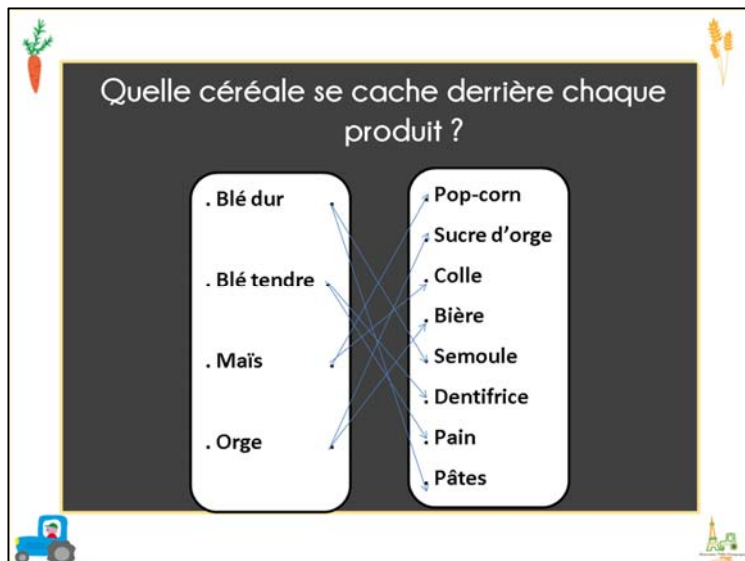 Quelle céréale se cache derrière chaque
produit ?
. Blé dur
. Blé tendre
. Maïs
. Orge
. Pop-corn
. Sucre d'orge
. Colle
. Bière
. Semoule
. Dentifrice
. Pain
. Pâtes